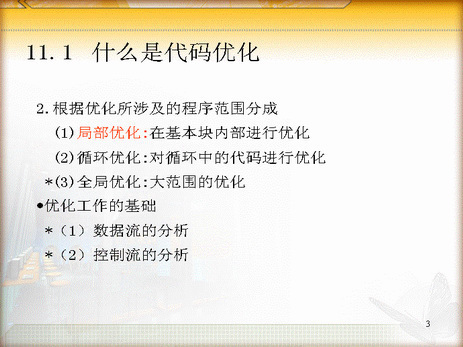 11.1 什么是代码优化
2.根据优化所涉及的程序范围分成
(1)局部优化:在基本块内部进行优化
(2)循环优化:对循环中的代码进行优化
*(3)全局优化:大范围的优化
•优化工作的基础
*（1）数据流的分析
*（2）控制流的分析
3